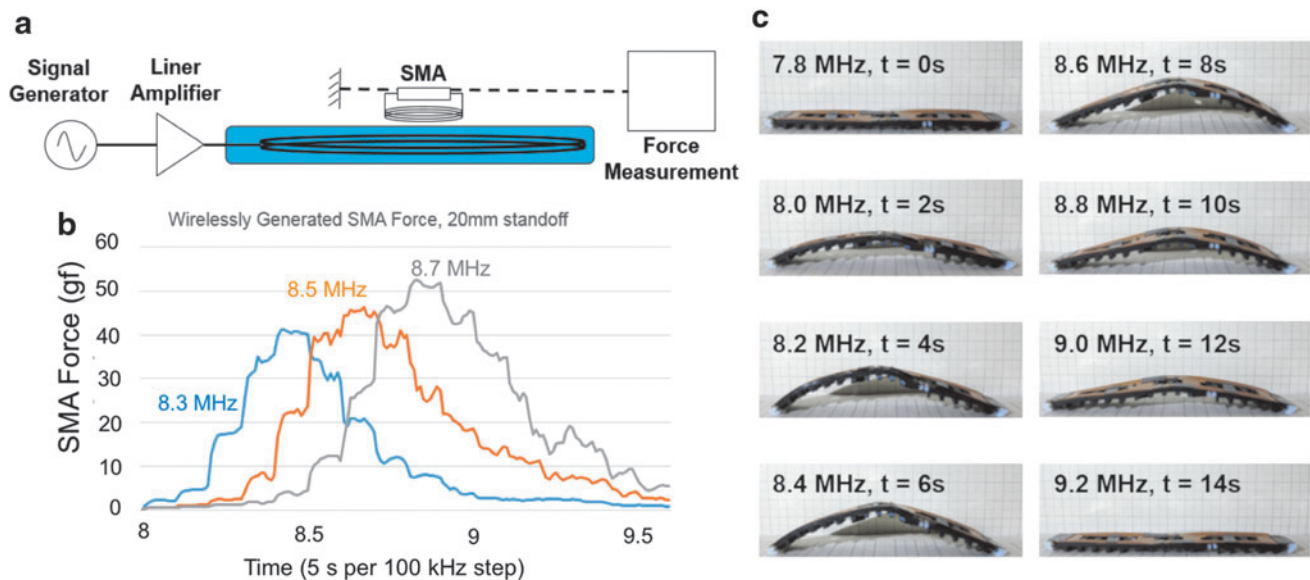 a
Signal
Generator
Liner
Amplifier
SMA
Force
Measurement
b
Wirelessly Generated SMA Force, 20mm standoff
SMA Force (gf)
60
50
40
30
20
10
0
8.3 MHz
8.5 MHz
8.7 MHz
8
8.5
9
9.5
Time (5 s per 100 kHz step)
c
7.8 MHz, t = 0s
8.6 MHz, t = 8s
8.0 MHz, t = 2s
8.8 MHz, t = 10s
8.2 MHz, t = 4s
9.0 MHz, t = 12s
8.4 MHz, t = 6s
9.2 MHz, t = 14s